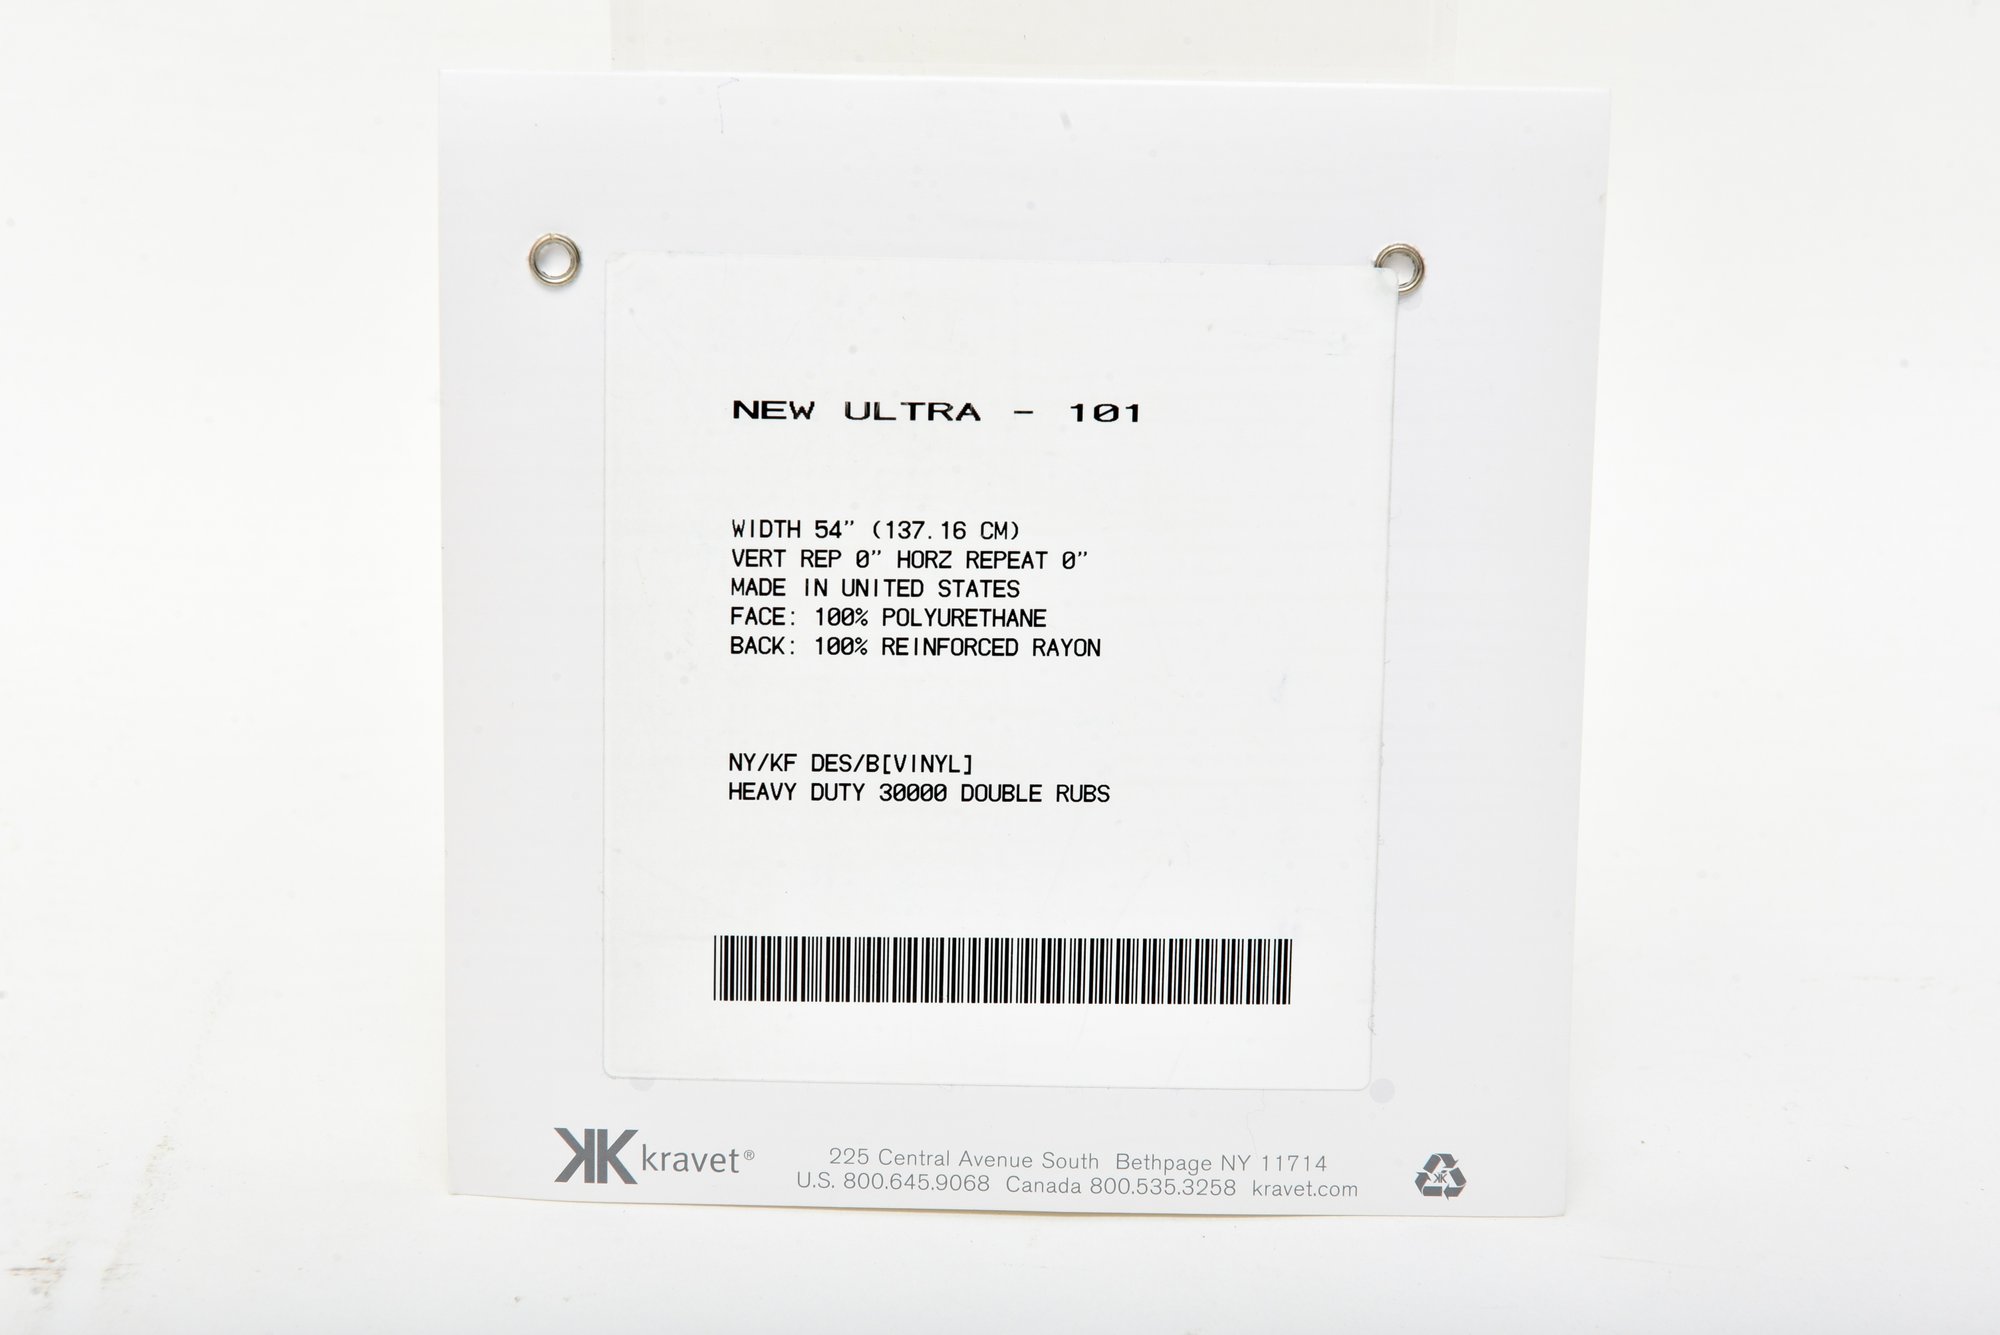 NEW ULTRA - 101
WIDTH 54" (137.16 CM)
VERT REP 0" HORZ REPEAT 0"
MADE IN UNITED STATES
FACE: 100% POLYURETHANE
BACK: 100% REINFORCED RAYON
NY/KF DES/B[VINYL]
HEAVY DUTY 30000 DOUBLE RUBS
KK kravet®
225 Central Avenue South Bethpage NY 11714
U.S. 800.645.9068 Canada 800.535.3258 kravet.com